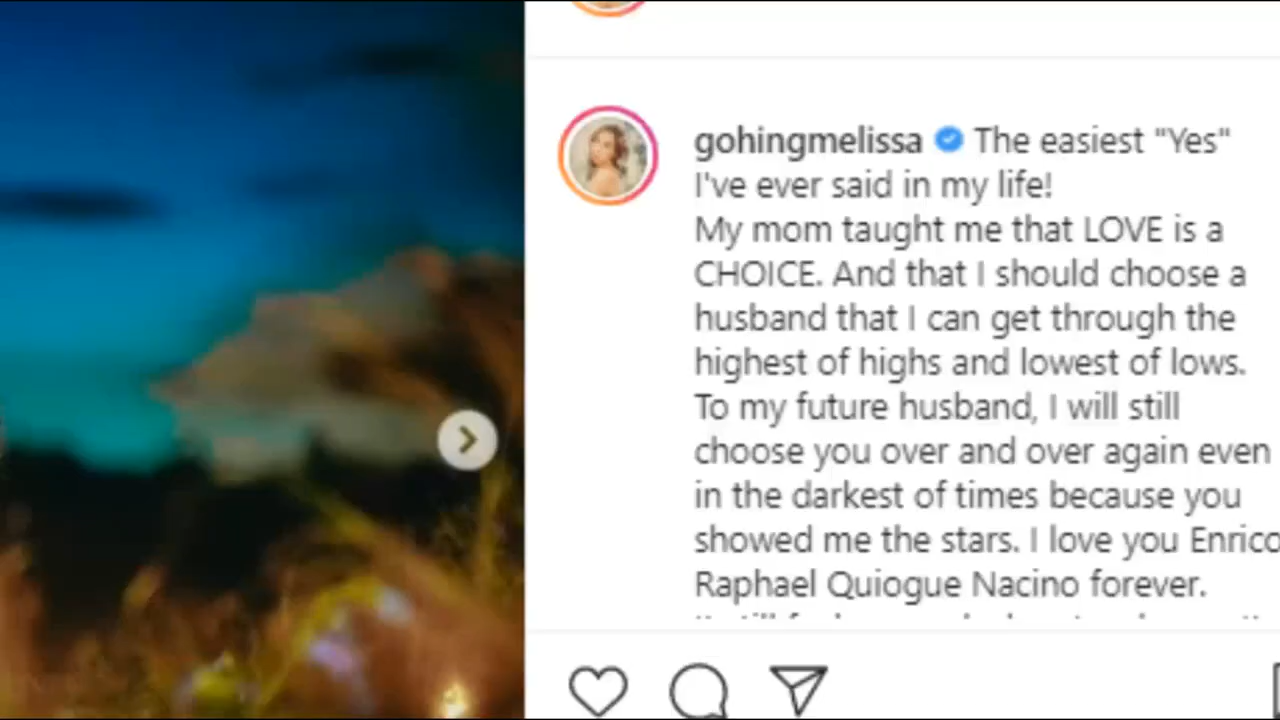 gohingmelissa The easiest "Yes"
I've ever said in my life!
My mom taught me that LOVE is a
CHOICE. And that I should choose a
husband that I can get through the
highest of highs and lowest of lows.
To my future husband, I will still
choose you over and over again even
in the darkest of times because you
showed me the stars. I love you Enrico
Raphael Quiogue Nacino forever.